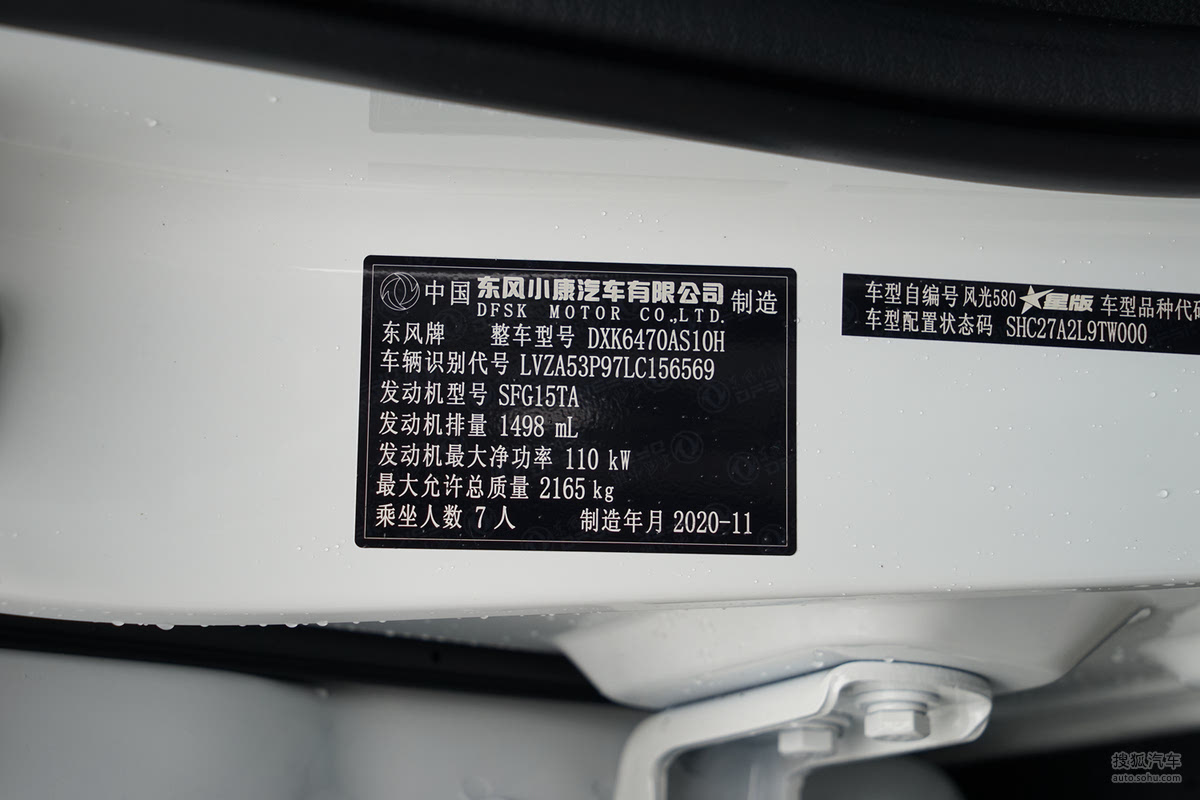 中国 东风小康汽车有限公司 制造
DFSK MOTOR CO.,LTD.
东风牌 整车型号 DXK6470AS10H
车辆识别代号 LVZA53P97LC156569
发动机型号 SFG15TA
发动机排量 1498 mL
发动机最大净功率 110 kW
最大允许总质量 2165 kg
乘坐人数 7 人 制造年月 2020-11
车型自编号 风光580 星版 车型品种代码
车型配置状态码 SHC27A2L9TW000
搜狐汽车
auto.sohu.com